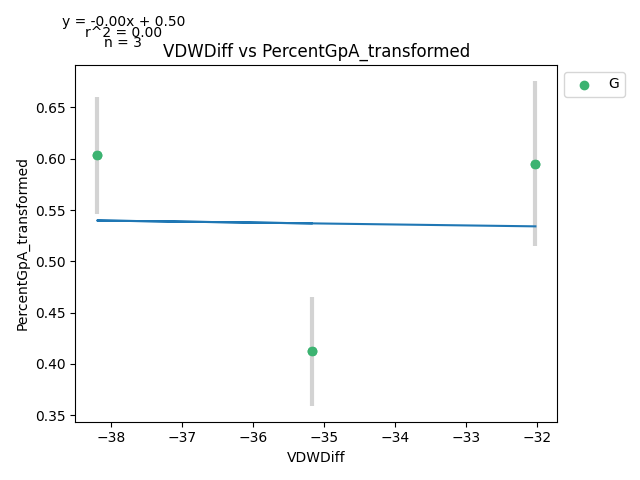 y = -0.00x + 0.50
r^2 = 0.00
n = 3
VDWDiff vs PercentGpA_transformed
G
PercentGpA_transformed
0.65
0.60
0.55
0.50
0.45
0.40
0.35
−38
−37
−36
−35
−34
−33
−32
VDWDiff